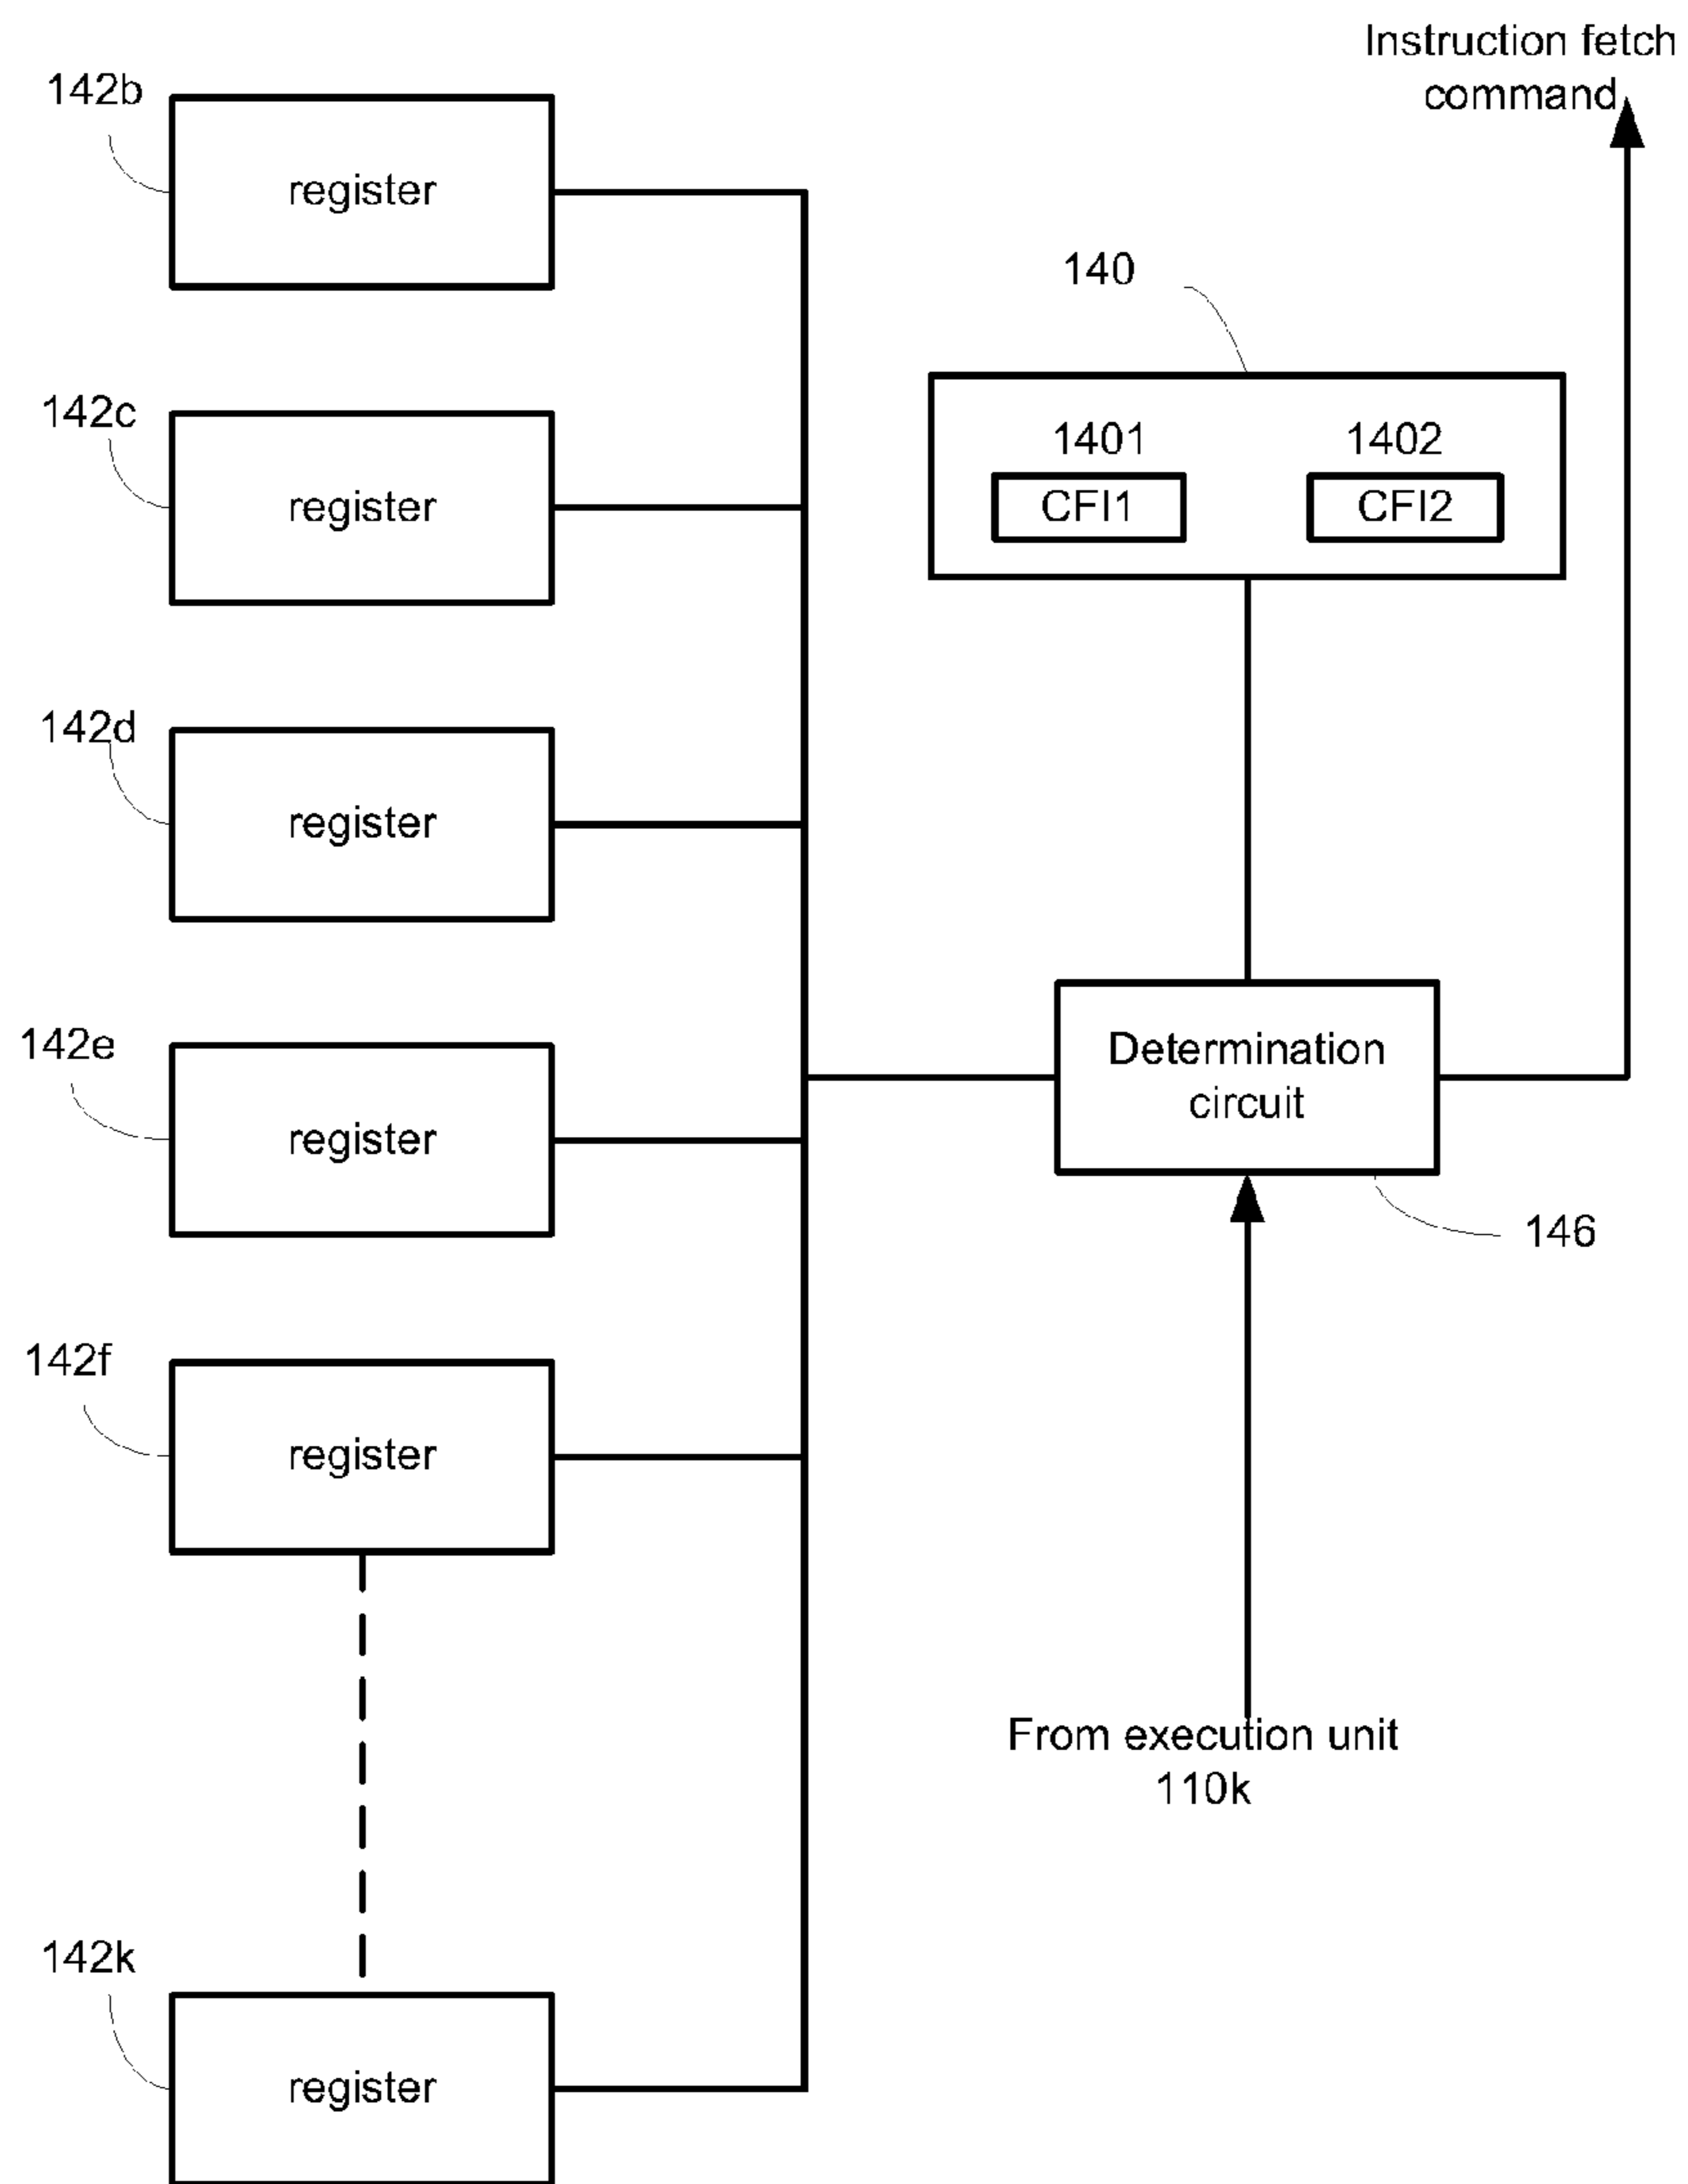 Instruction fetch
command
142b
register
140
142c
register
1401
1402
CFI1
CFI2
142d
register
142e
register
Determination
circuit
146
142f
register
From execution unit
110k
142k
register